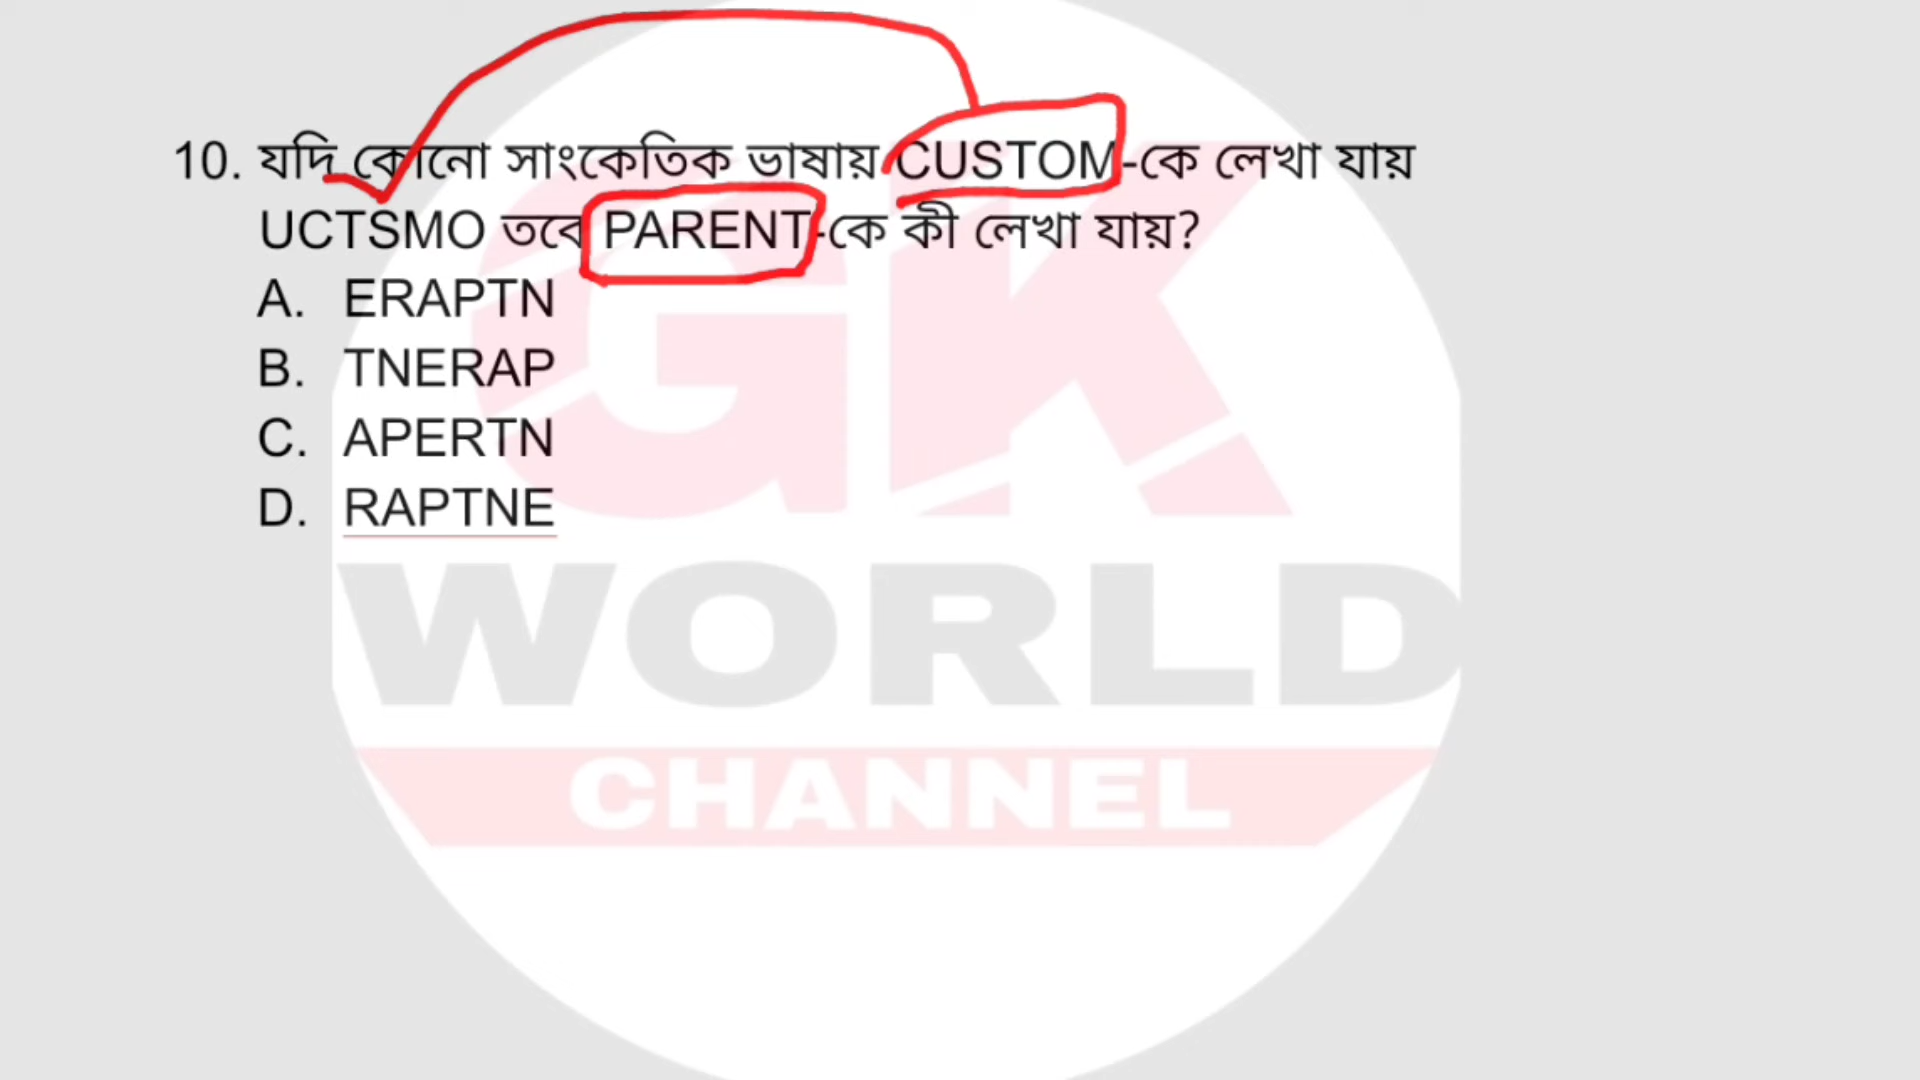 10. যদি কোনো সাংকেতিক ভাষায় CUSTOM-কে লেখা যায়
UCTSMO তবে PARENT-কে কী লেখা যায়?
A. ERAPTN
B. TNERAP
C. APERTN
D. RAPTNE
GK
WORLD
CHANNEL